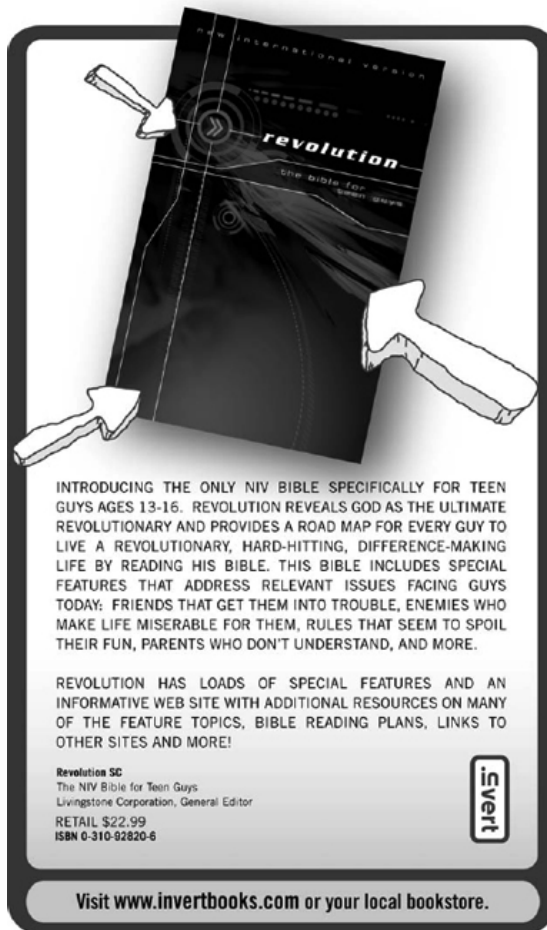 new international version
revolution
the bible for
teen guys
INTRODUCING THE ONLY NIV BIBLE SPECIFICALLY FOR TEEN
GUYS AGES 13-16. REVOLUTION REVEALS GOD AS THE ULTIMATE
REVOLUTIONARY AND PROVIDES A ROAD MAP FOR EVERY GUY TO
LIVE A REVOLUTIONARY, HARD-HITTING, DIFFERENCE-MAKING
LIFE BY READING HIS BIBLE. THIS BIBLE INCLUDES SPECIAL
FEATURES THAT ADDRESS RELEVANT ISSUES FACING GUYS
TODAY: FRIENDS THAT GET THEM INTO TROUBLE, ENEMIES WHO
MAKE LIFE MISERABLE FOR THEM, RULES THAT SEEM TO SPOIL
THEIR FUN, PARENTS WHO DON'T UNDERSTAND, AND MORE.
REVOLUTION HAS LOADS OF SPECIAL FEATURES AND AN
INFORMATIVE WEB SITE WITH ADDITIONAL RESOURCES ON MANY
OF THE FEATURE TOPICS, BIBLE READING PLANS, LINKS TO
OTHER SITES AND MORE!
Revolution SC
The NIV Bible for Teen Guys
Livingstone Corporation, General Editor
RETAIL $22.99
ISBN 0-310-92820-6
invert
Visit www.invertbooks.com or your local bookstore.